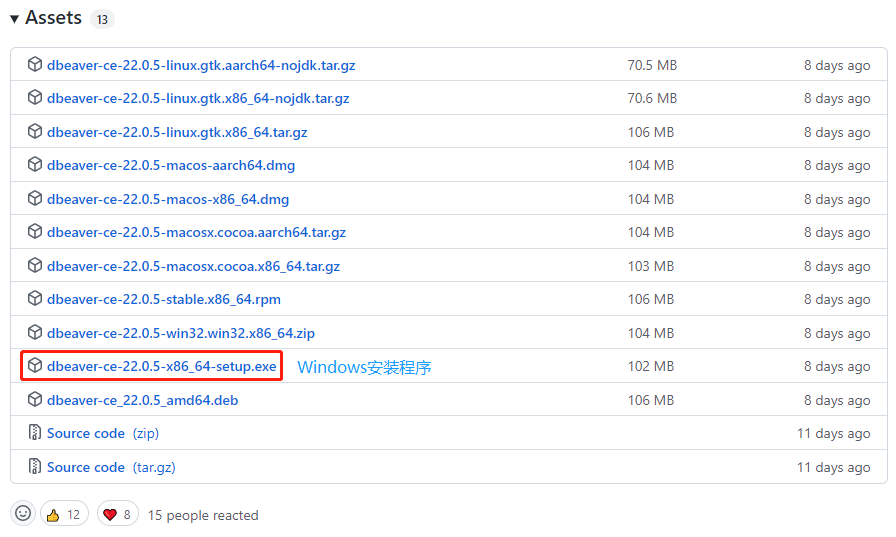 Assets 13
dbeaver-ce-22.0.5-linux.gtk.aarch64-nojdk.tar.gz 70.5 MB 8 days ago
dbeaver-ce-22.0.5-linux.gtk.x86_64-nojdk.tar.gz 70.6 MB 8 days ago
dbeaver-ce-22.0.5-linux.gtk.x86_64.tar.gz 106 MB 8 days ago
dbeaver-ce-22.0.5-macos-aarch64.dmg 104 MB 8 days ago
dbeaver-ce-22.0.5-macos-x86_64.dmg 104 MB 8 days ago
dbeaver-ce-22.0.5-macosx.cocoa.aarch64.tar.gz 104 MB 8 days ago
dbeaver-ce-22.0.5-macosx.cocoa.x86_64.tar.gz 103 MB 8 days ago
dbeaver-ce-22.0.5-stable.x86_64.rpm 106 MB 8 days ago
dbeaver-ce-22.0.5-win32.win32.x86_64.zip 104 MB 8 days ago
dbeaver-ce-22.0.5-x86_64-setup.exe Windows安装程序 102 MB 8 days ago
dbeaver-ce_22.0.5_amd64.deb 106 MB 8 days ago
Source code (zip) 11 days ago
Source code (tar.gz) 11 days ago
12 8 15 people reacted